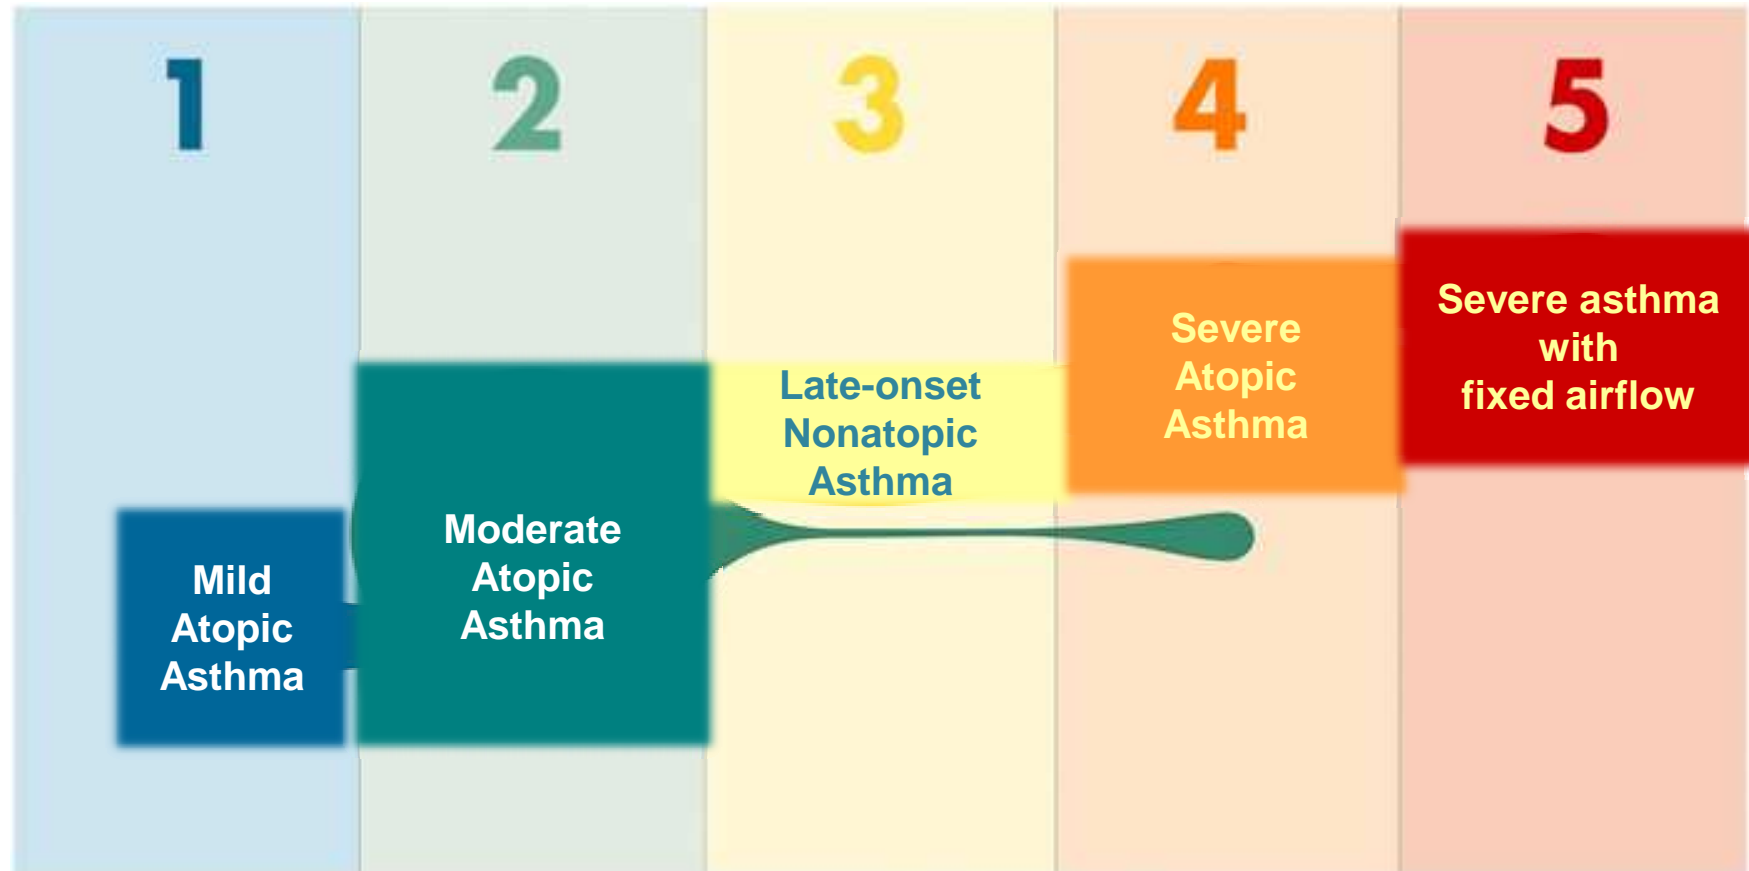 1
2
3
4
5
Mild
Atopic
Asthma
Moderate
Atopic
Asthma
Late-onset
Nonatopic
Asthma
Severe
Atopic
Asthma
Severe asthma
with
fixed airflow